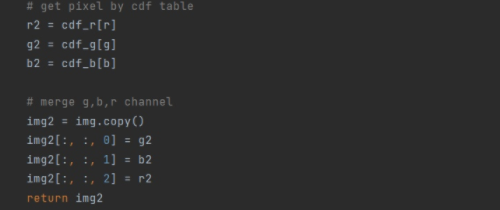 # get pixel by cdf table
r2 = cdf_r[r]
g2 = cdf_g[g]
b2 = cdf_b[b]
# merge g,b,r channel
img2 = img.copy()
img2[:, :, 0] = g2
img2[:, :, 1] = b2
img2[:, :, 2] = r2
return img2